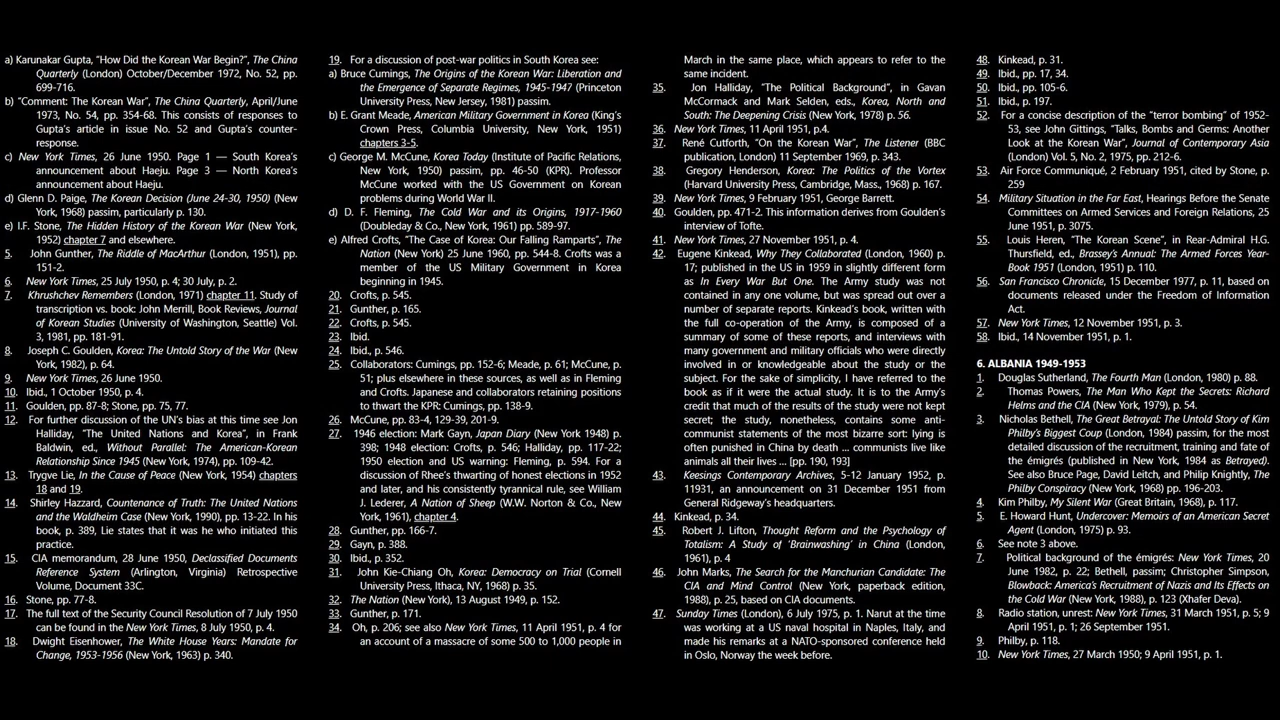 a) Karunakar Gupta, “How Did the Korean War Begin?”, The China
Quarterly (London) October/December 1972, No. 52, pp.
699-716.
b) “Comment: The Korean War”, The China Quarterly, April/June
1973, No. 54, pp. 354-68. This consists of responses to
Gupta’s article in issue No. 52 and Gupta’s counter-
response.
c) New York Times, 26 June 1950. Page 1 — South Korea’s
announcement about Haeju. Page 3 — North Korea’s
announcement about Haeju.
d) Glenn D. Paige, The Korean Decision (June 24-30, 1950) (New
York, 1968) passim, particularly p. 130.
e) I.F. Stone, The Hidden History of the Korean War (New York,
1952) chapter 7 and elsewhere.
5. John Gunther, The Riddle of MacArthur (London, 1951), pp.
151-2.
6. New York Times, 25 July 1950, p. 4; 30 July, p. 2.
7. Khrushchev Remembers (London, 1971) chapter 11. Study of
transcription vs. book: John Merrill, Book Reviews, Journal
of Korean Studies (University of Washington, Seattle) Vol.
3, 1981, pp. 181-91.
8. Joseph C. Goulden, Korea: The Untold Story of the War (New
York, 1982), p. 64.
9. New York Times, 26 June 1950.
10. Ibid., 1 October 1950, p. 4.
11. Goulden, pp. 87-8; Stone, pp. 75, 77.
12. For further discussion of the UN’s bias at this time see Jon
Halliday, “The United Nations and Korea”, in Frank
Baldwin, ed., Without Parallel: The American-Korean
Relationship Since 1945 (New York, 1974), pp. 109-42.
13. Trygve Lie, In the Cause of Peace (New York, 1954) chapters
18 and 19.
14. Shirley Hazzard, Countenance of Truth: The United Nations
and the Waldheim Case (New York, 1990), pp. 13-22. In his
book, p. 389, Lie states that it was he who initiated this
practice.
15. CIA memorandum, 28 June 1950, Declassified Documents
Reference System (Arlington, Virginia) Retrospective
Volume, Document 33C.
16. Stone, pp. 77-8.
17. The full text of the Security Council Resolution of 7 July 1950
can be found in the New York Times, 8 July 1950, p. 4.
18. Dwight Eisenhower, The White House Years: Mandate for
Change, 1953-1956 (New York, 1963) p. 340.
19. For a discussion of post-war politics in South Korea see:
a) Bruce Cumings, The Origins of the Korean War: Liberation and
the Emergence of Separate Regimes, 1945-1947 (Princeton
University Press, New Jersey, 1981) passim.
b) E. Grant Meade, American Military Government in Korea (King’s
Crown Press, Columbia University, New York, 1951)
chapters 3-5.
c) George M. McCune, Korea Today (Institute of Pacific Relations,
New York, 1950) passim, pp. 46-50 (KPR). Professor
McCune worked with the US Government on Korean
problems during World War II.
d) D. F. Fleming, The Cold War and its Origins, 1917-1960
(Doubleday & Co., New York, 1961) pp. 589-97.
e) Alfred Crofts, “The Case of Korea: Our Falling Ramparts”, The
Nation (New York) 25 June 1960, pp. 544-8. Crofts was a
member of the US Military Government in Korea
beginning in 1945.
20. Crofts, p. 545.
21. Gunther, p. 165.
22. Crofts, p. 545.
23. Ibid.
24. Ibid., p. 546.
25. Collaborators: Cumings, pp. 152-6; Meade, p. 61; McCune, p.
51; plus elsewhere in these sources, as well as in Fleming
and Crofts. Japanese and collaborators retaining positions
to thwart the KPR: Cumings, pp. 138-9.
26. McCune, pp. 83-4, 129-39, 201-9.
27. 1946 election: Mark Gayn, Japan Diary (New York 1948) p.
398; 1948 election: Crofts, p. 546; Halliday, pp. 117-22;
1950 election and US warning: Fleming, p. 594. For a
discussion of Rhee’s thwarting of honest elections in 1952
and later, and his consistently tyrannical rule, see William
J. Lederer, A Nation of Sheep (W.W. Norton & Co., New
York, 1961), chapter 4.
28. Gunther, pp. 166-7.
29. Gayn, p. 388.
30. Ibid., p. 352.
31. John Kie-Chiang Oh, Korea: Democracy on Trial (Cornell
University Press, Ithaca, NY, 1968) p. 35.
32. The Nation (New York), 13 August 1949, p. 152.
33. Gunther, p. 171.
34. Oh, p. 206; see also New York Times, 11 April 1951, p. 4 for
an account of a massacre of some 500 to 1,000 people in
March in the same place, which appears to refer to the
same incident.
35. Jon Halliday, “The Political Background”, in Gavan
McCormack and Mark Selden, eds., Korea, North and
South: The Deepening Crisis (New York, 1978) p. 56.
36. New York Times, 11 April 1951, p.4.
37. René Cutforth, “On the Korean War”, The Listener (BBC
publication, London) 11 September 1969, p. 343.
38. Gregory Henderson, Korea: The Politics of the Vortex
(Harvard University Press, Cambridge, Mass., 1968) p. 167.
39. New York Times, 9 February 1951, George Barrett.
40. Goulden, pp. 471-2. This information derives from Goulden’s
interview of Tofte.
41. New York Times, 27 November 1951, p. 4.
42. Eugene Kinkead, Why They Collaborated (London, 1960) p.
17; published in the US in 1959 in slightly different form
as In Every War But One. The Army study was not
contained in any one volume, but was spread out over a
number of separate reports. Kinkead’s book, written with
the full co-operation of the Army, is composed of a
summary of some of these reports, and interviews with
many government and military officials who were directly
involved in or knowledgeable about the study or the
subject. For the sake of simplicity, I have referred to the
book as if it were the actual study. It is to the Army’s
credit that much of the results of the study were not kept
secret; the study, nonetheless, contains some anti-
communist statements of the most bizarre sort: lying is
often punished in China by death ... communists live like
animals all their lives ... [pp. 190, 193]
43. Keesings Contemporary Archives, 5-12 January 1952, p.
11931, an announcement on 31 December 1951 from
General Ridgeway’s headquarters.
44. Kinkead, p. 34.
45. Robert J. Lifton, Thought Reform and the Psychology of
Totalism: A Study of ‘Brainwashing’ in China (London,
1961), p. 4
46. John Marks, The Search for the Manchurian Candidate: The
CIA and Mind Control (New York, paperback edition,
1988), p. 25, based on CIA documents.
47. Sunday Times (London), 6 July 1975, p. 1. Narut at the time
was working at a US naval hospital in Naples, Italy, and
made his remarks at a NATO-sponsored conference held
in Oslo, Norway the week before.
48. Kinkead, p. 31.
49. Ibid., pp. 17, 34.
50. Ibid., pp. 105-6.
51. Ibid., p. 197.
52. For a concise description of the “terror bombing” of 1952-
53, see John Gittings, “Talks, Bombs and Germs: Another
Look at the Korean War”, Journal of Contemporary Asia
(London) Vol. 5, No. 2, 1975, pp. 212-6.
53. Air Force Communiqué, 2 February 1951, cited by Stone, p.
259
54. Military Situation in the Far East, Hearings Before the Senate
Committees on Armed Services and Foreign Relations, 25
June 1951, p. 3075.
55. Louis Heren, “The Korean Scene”, in Rear-Admiral H.G.
Thursfield, ed., Brassey’s Annual: The Armed Forces Year-
Book 1951 (London, 1951) p. 110.
56. San Francisco Chronicle, 15 December 1977, p. 11, based on
documents released under the Freedom of Information
Act.
57. New York Times, 12 November 1951, p. 3.
58. Ibid., 14 November 1951, p. 1.
6. ALBANIA 1949-1953
1. Douglas Sutherland, The Fourth Man (London, 1980) p. 88.
2. Thomas Powers, The Man Who Kept the Secrets: Richard
Helms and the CIA (New York, 1979), p. 54.
3. Nicholas Bethell, The Great Betrayal: The Untold Story of Kim
Philby’s Biggest Coup (London, 1984) passim, for the most
detailed discussion of the recruitment, training and fate of
the émigrés (published in New York, 1984 as Betrayed).
See also Bruce Page, David Leitch, and Philip Knightly, The
Philby Conspiracy (New York, 1968) pp. 196-203.
4. Kim Philby, My Silent War (Great Britain, 1968), p. 117.
5. E. Howard Hunt, Undercover: Memoirs of an American Secret
Agent (London, 1975) p. 93.
6. See note 3 above.
7. Political background of the émigrés: New York Times, 20
June 1982, p. 22; Bethell, passim; Christopher Simpson,
Blowback: America’s Recruitment of Nazis and Its Effects on
the Cold War (New York, 1988), p. 123 (Xhafer Deva).
8. Radio station, unrest: New York Times, 31 March 1951, p. 5; 9
April 1951, p. 1; 26 September 1951.
9. Philby, p. 118.
10. New York Times, 27 March 1950; 9 April 1951, p. 1.